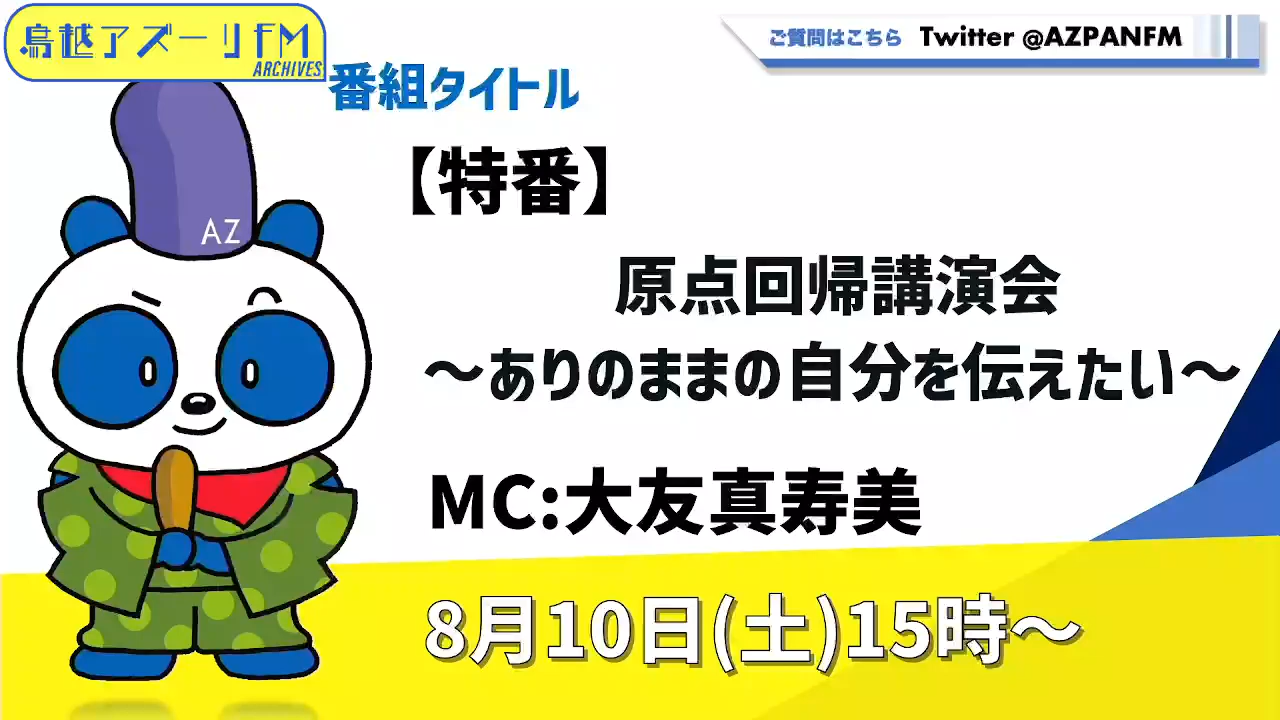 鳥越アズーリFM
ARCHIVES
ご質問はこちら Twitter @AZPANFM
番組タイトル
【特番】
原点回帰講演会
～ありのままの自分を伝えたい～
AZ
MC:大友真寿美
8月10日(土)15時～